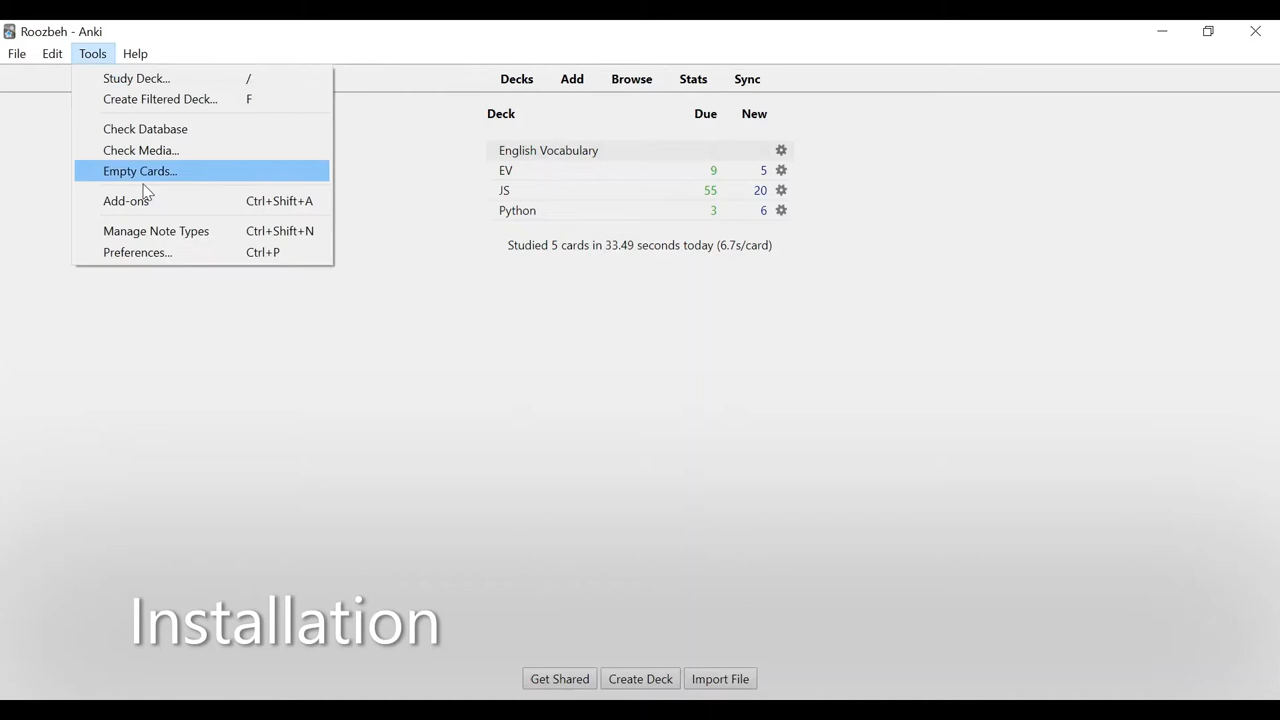 Roozbeh - Anki
File Edit Tools Help
Study Deck... /
Create Filtered Deck... F
Check Database
Check Media...
Empty Cards...
Add-ons Ctrl+Shift+A
Manage Note Types Ctrl+Shift+N
Preferences... Ctrl+P
Decks Add Browse Stats Sync
Deck Due New
English Vocabulary
EV 9 5
JS 55 20
Python 3 6
Studied 5 cards in 33.49 seconds today (6.7s/card)
Installation
Get Shared Create Deck Import File